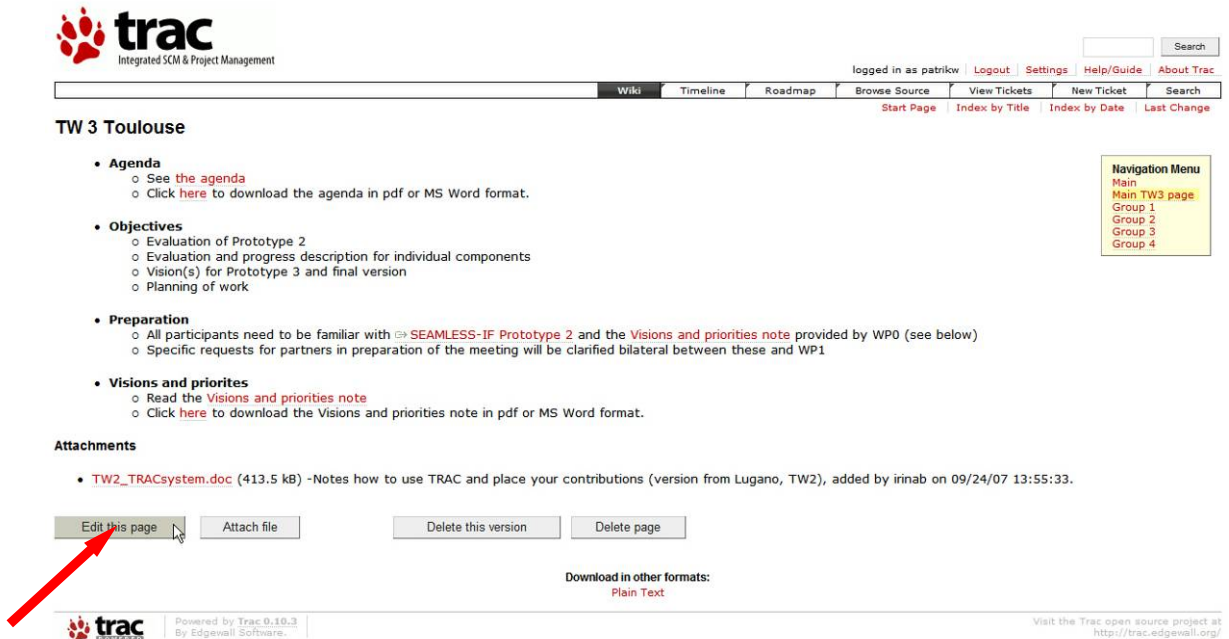 trac
Integrated SCM & Project Management
Search
logged in as patrikw Logout Settings Help/Guide About Trac
Wiki Timeline Roadmap Browse Source View Tickets New Ticket Search
Start Page Index by Title Index by Date Last Change
TW 3 Toulouse
Navigation Menu
Main
Main TW3 page
Group 1
Group 2
Group 3
Group 4
• Agenda
o See the agenda
o Click here to download the agenda in pdf or MS Word format.
• Objectives
o Evaluation of Prototype 2
o Evaluation and progress description for individual components
o Vision(s) for Prototype 3 and final version
o Planning of work
• Preparation
o All participants need to be familiar with SEAMLESS-IF Prototype 2 and the Visions and priorities note provided by WP0 (see below)
o Specific requests for partners in preparation of the meeting will be clarified bilateral between these and WP1
• Visions and priorites
o Read the Visions and priorities note
o Click here to download the Visions and priorities note in pdf or MS Word format.
Attachments
• TW2_TRACsystem.doc (413.5 kB) -Notes how to use TRAC and place your contributions (version from Lugano, TW2), added by irinab on 09/24/07 13:55:33.
Edit this page Attach file Delete this version Delete page
Download in other formats:
Plain Text
trac
Powered by Trac 0.10.3
By Edgewall Software.
Visit the Trac open source project at
http://trac.edgewall.org/